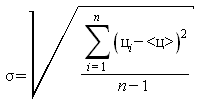 σ = √( ∑_{i=1}^{n} (ц_i - <ц>)^2 / (n - 1) )